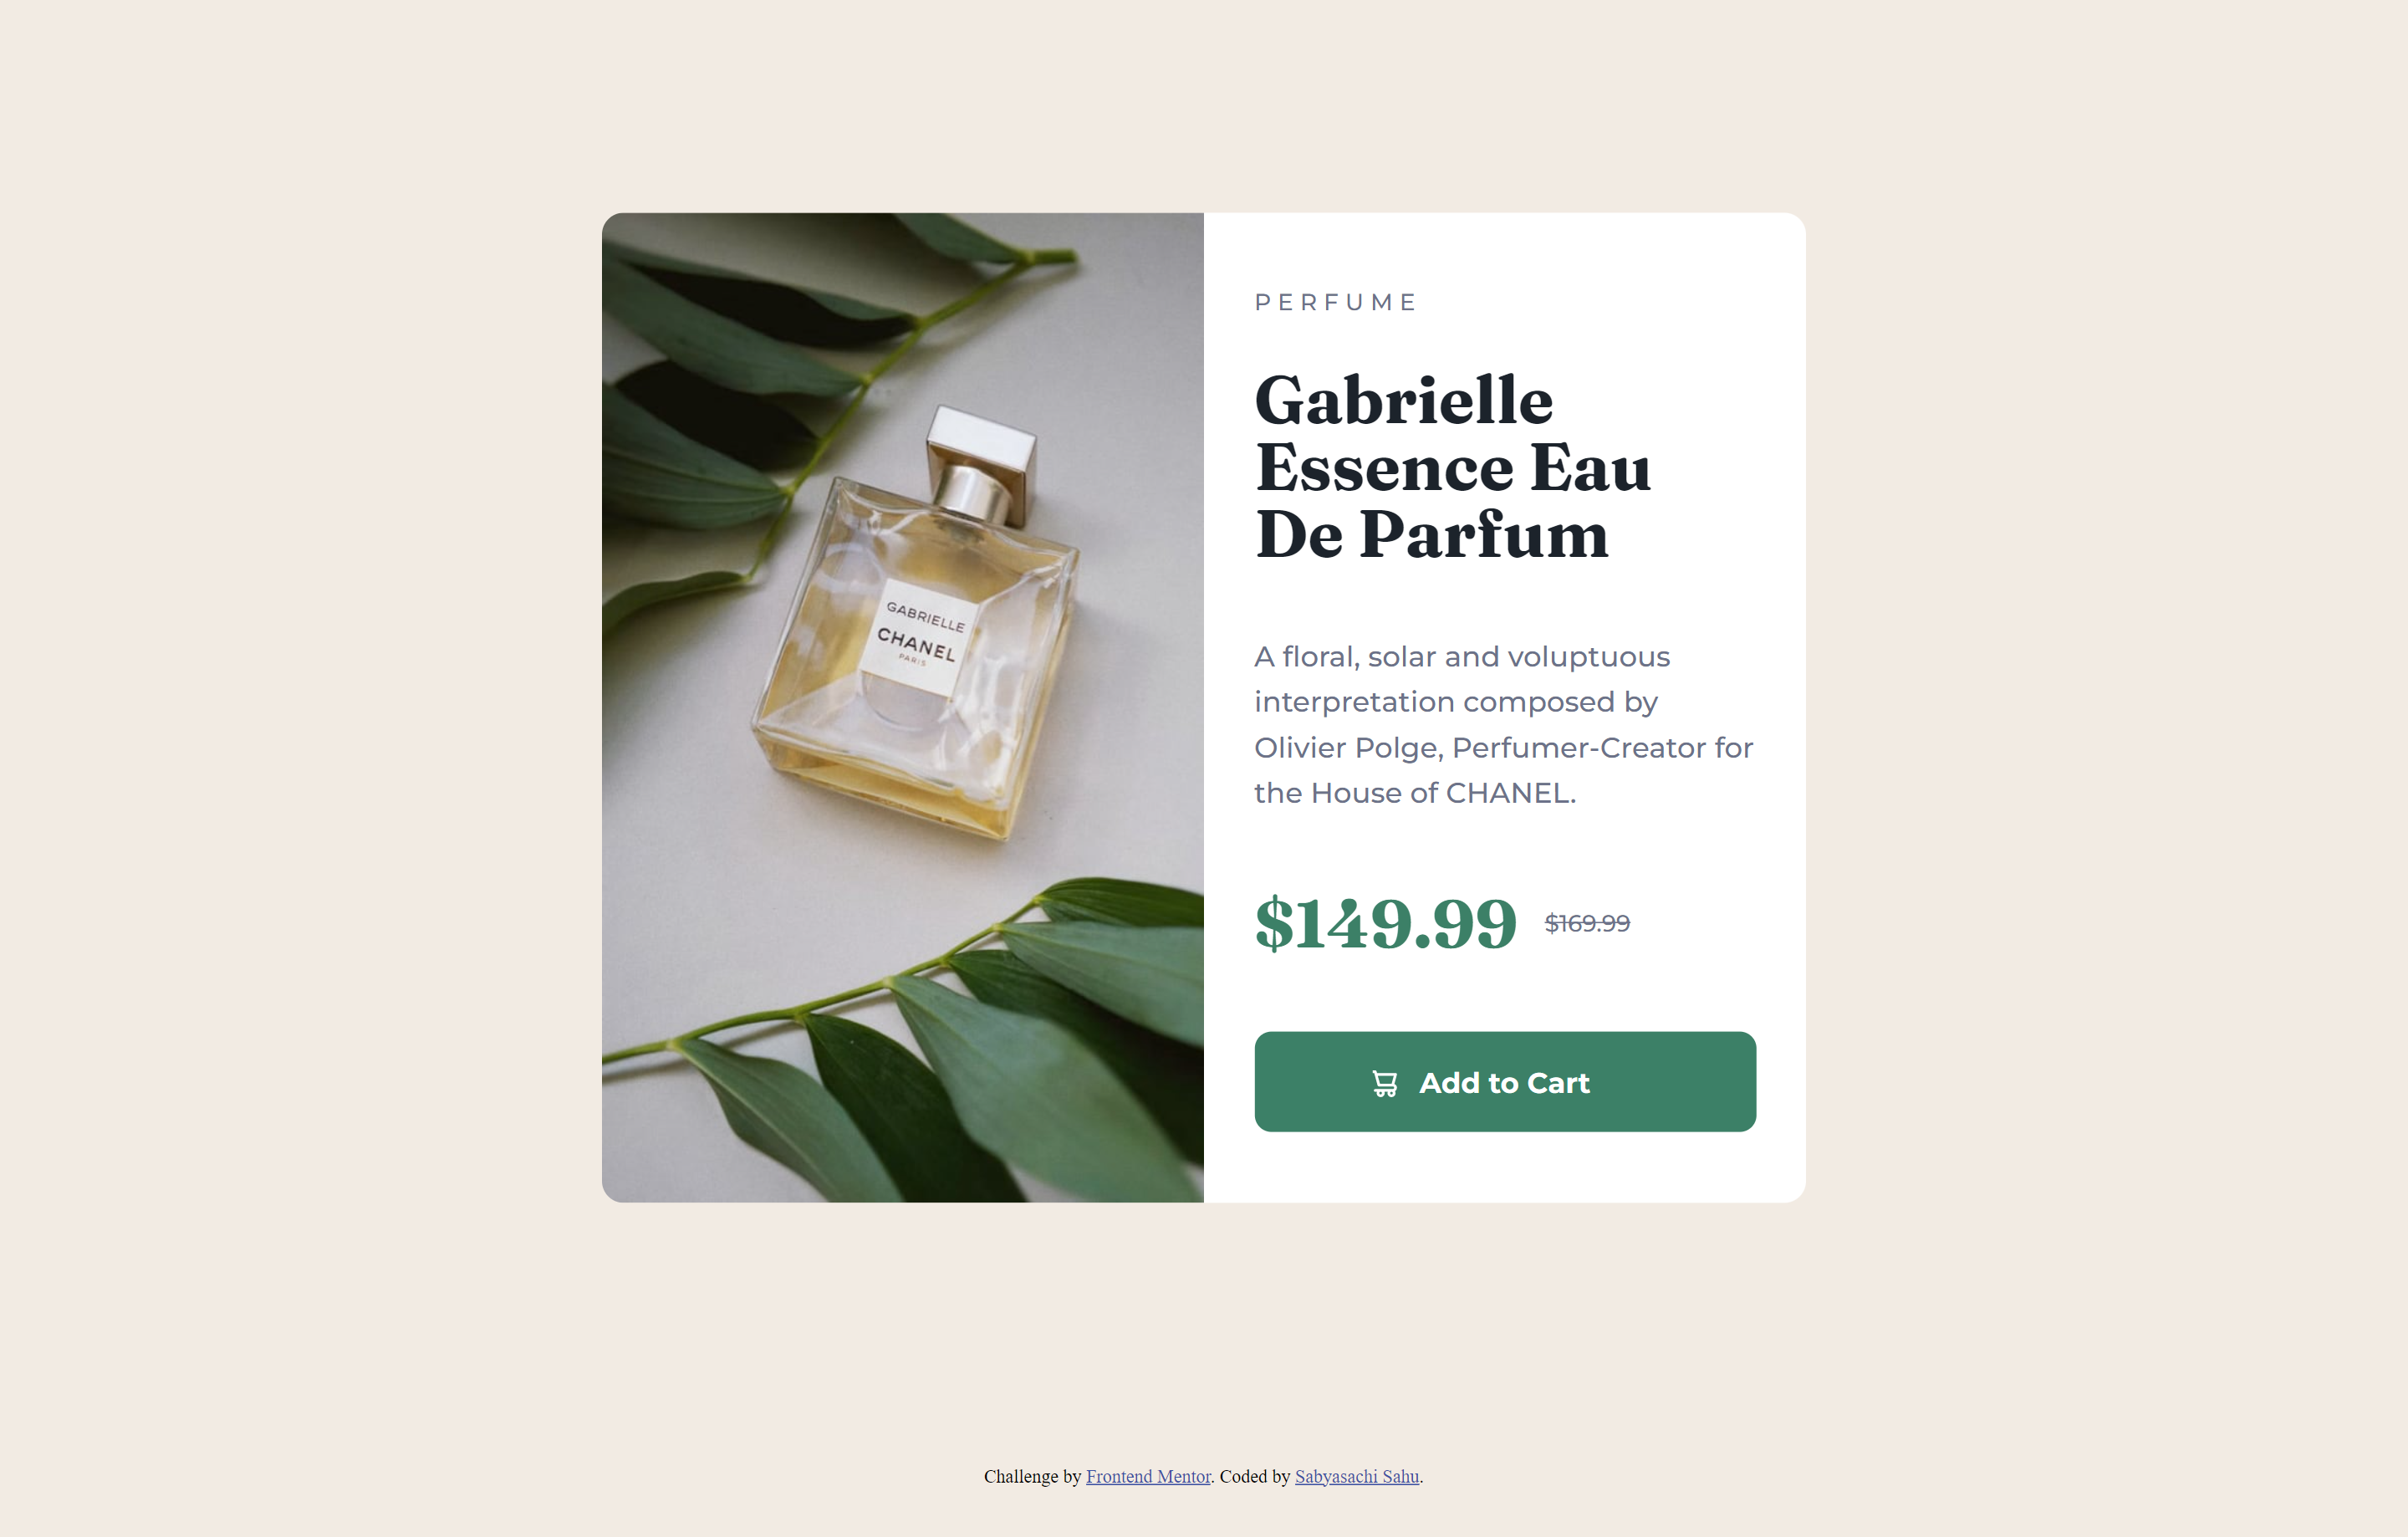 GABRIELLE
CHANEL
PARIS
PERFUME
Gabrielle
Essence Eau
De Parfum
A floral, solar and voluptuous
interpretation composed by
Olivier Polge, Perfumer-Creator for
the House of CHANEL.
$149.99 $169.99
Add to Cart
Challenge by Frontend Mentor. Coded by Sabyasachi Sahu.